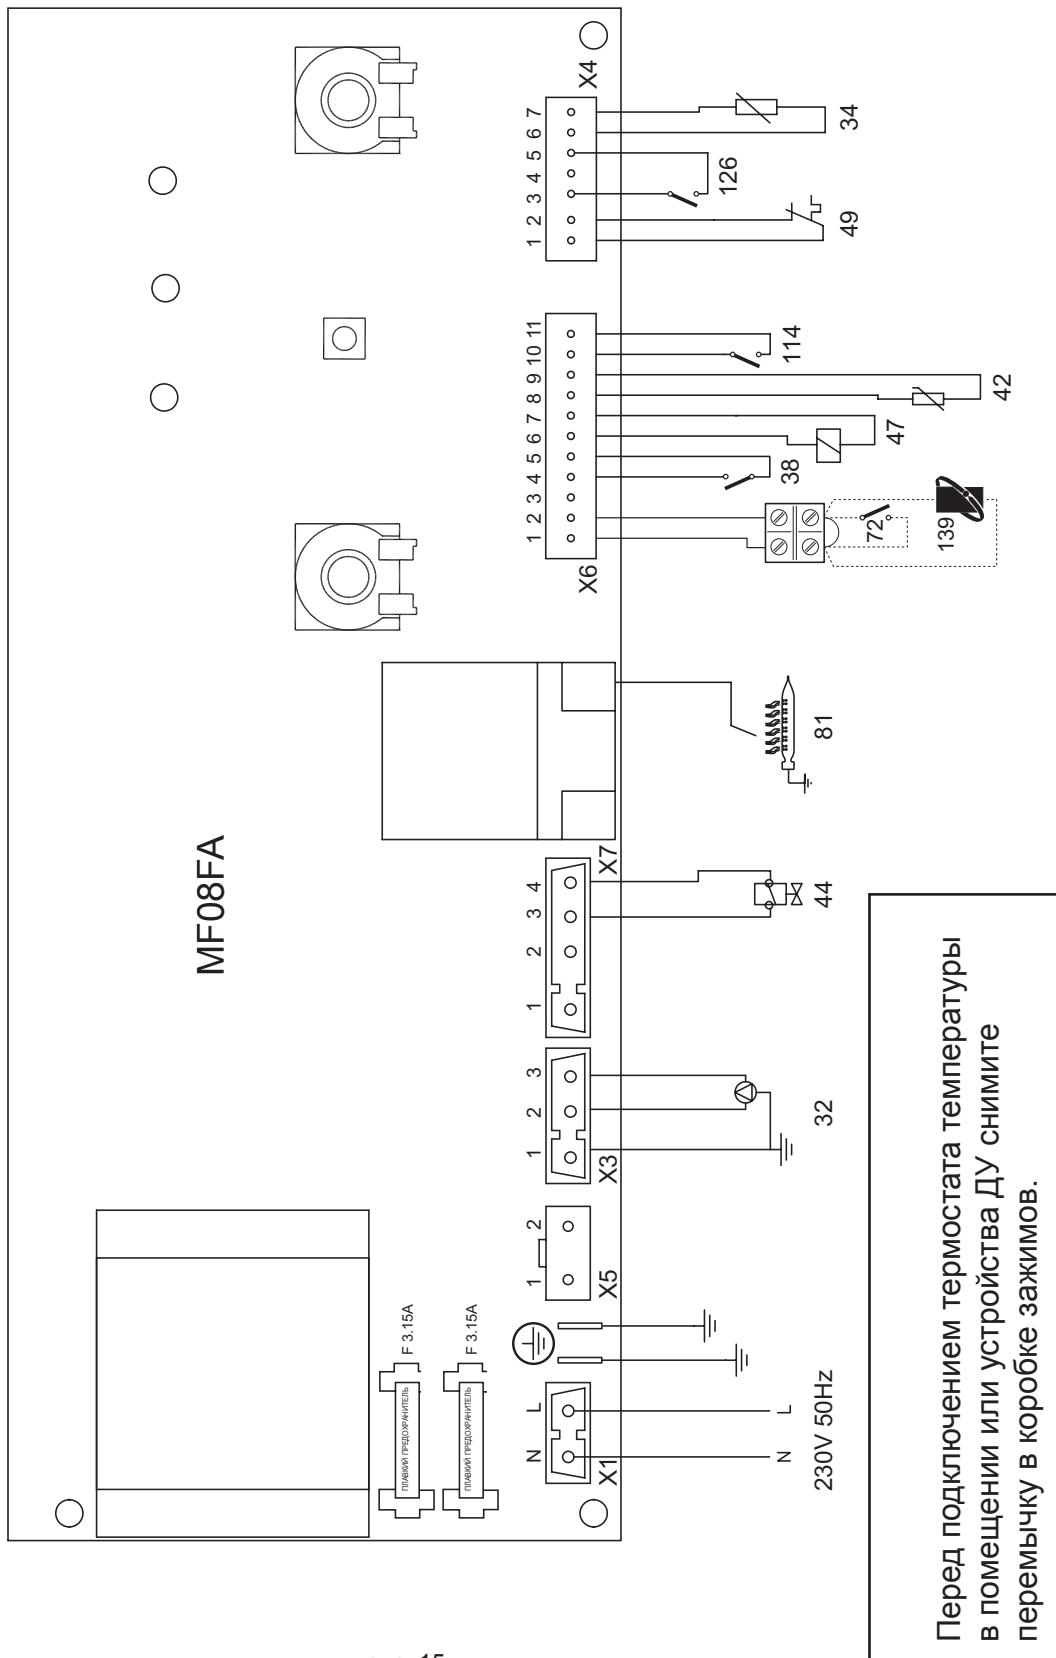 MF08FA
ПЛАВКИЙ ПРЕДОХРАНИТЕЛЬ
F 3.15A
ПЛАВКИЙ ПРЕДОХРАНИТЕЛЬ
F 3.15A
N L
X1
1 2
X5
1 2 3
X3
1 2 3 4
X7
X6
1 2 3 4 5 6 7 8 9 10 11
1 2 3 4 5 6 7
X4
N L
230V 50Hz
32
44
81
72
139
38
47
42
114
49
126
34
Перед подключением термостата температуры
в помещении или устройства ДУ снимите
перемычку в коробке зажимов.
15